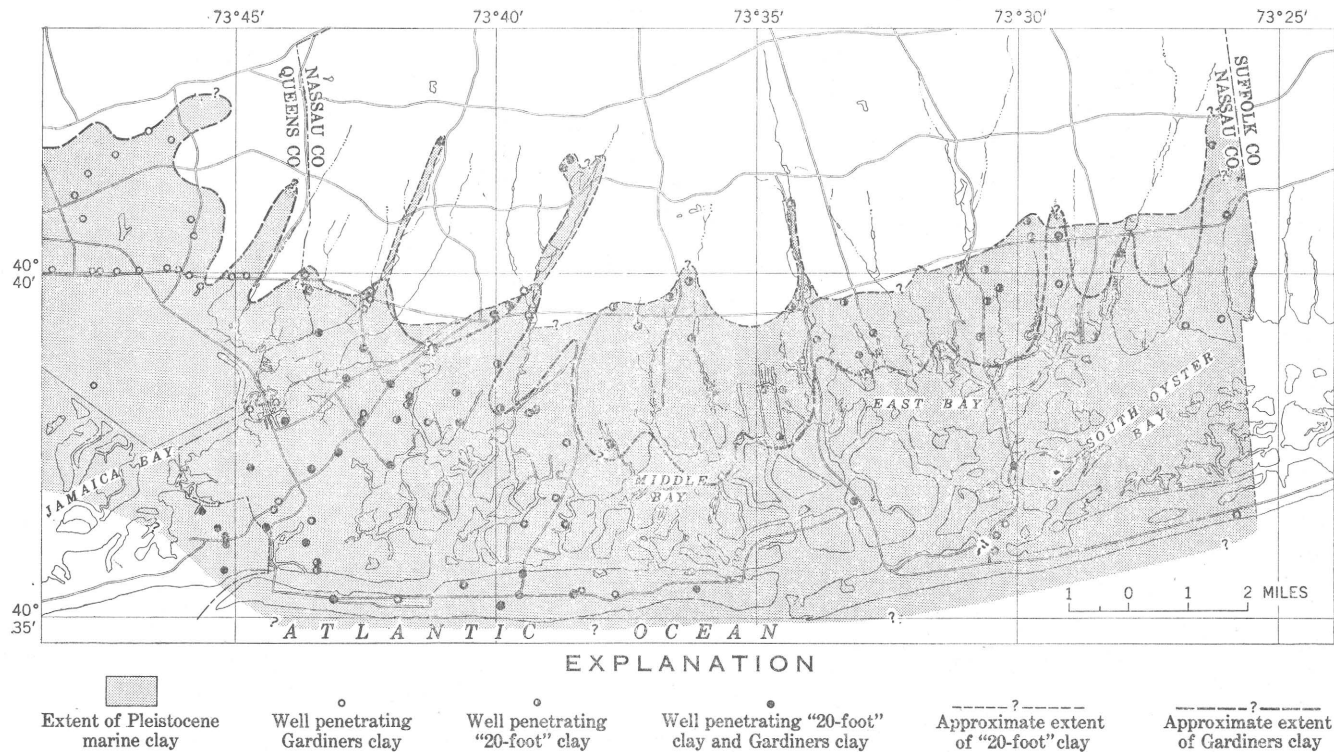 73°45' 73°40' 73°35' 73°30' 73°25'
NASSAU CO
QUEENS CO
SUFFOLK CO
NASSAU CO
?
?
?
?
?
?
?
?
?
40°
40'
JAMAICA BAY
EAST BAY
SOUTH OYSTER
BAY
MIDDLE
BAY
1 0 1 2 MILES
40°
35'
? ATLANTIC ? OCEAN ?
EXPLANATION
Extent of Pleistocene
marine clay
Well penetrating
Gardiners clay
Well penetrating
"20-foot" clay
Well penetrating "20-foot"
clay and Gardiners clay
?
Approximate extent
of "20-foot" clay
?
Approximate extent
of Gardiners clay